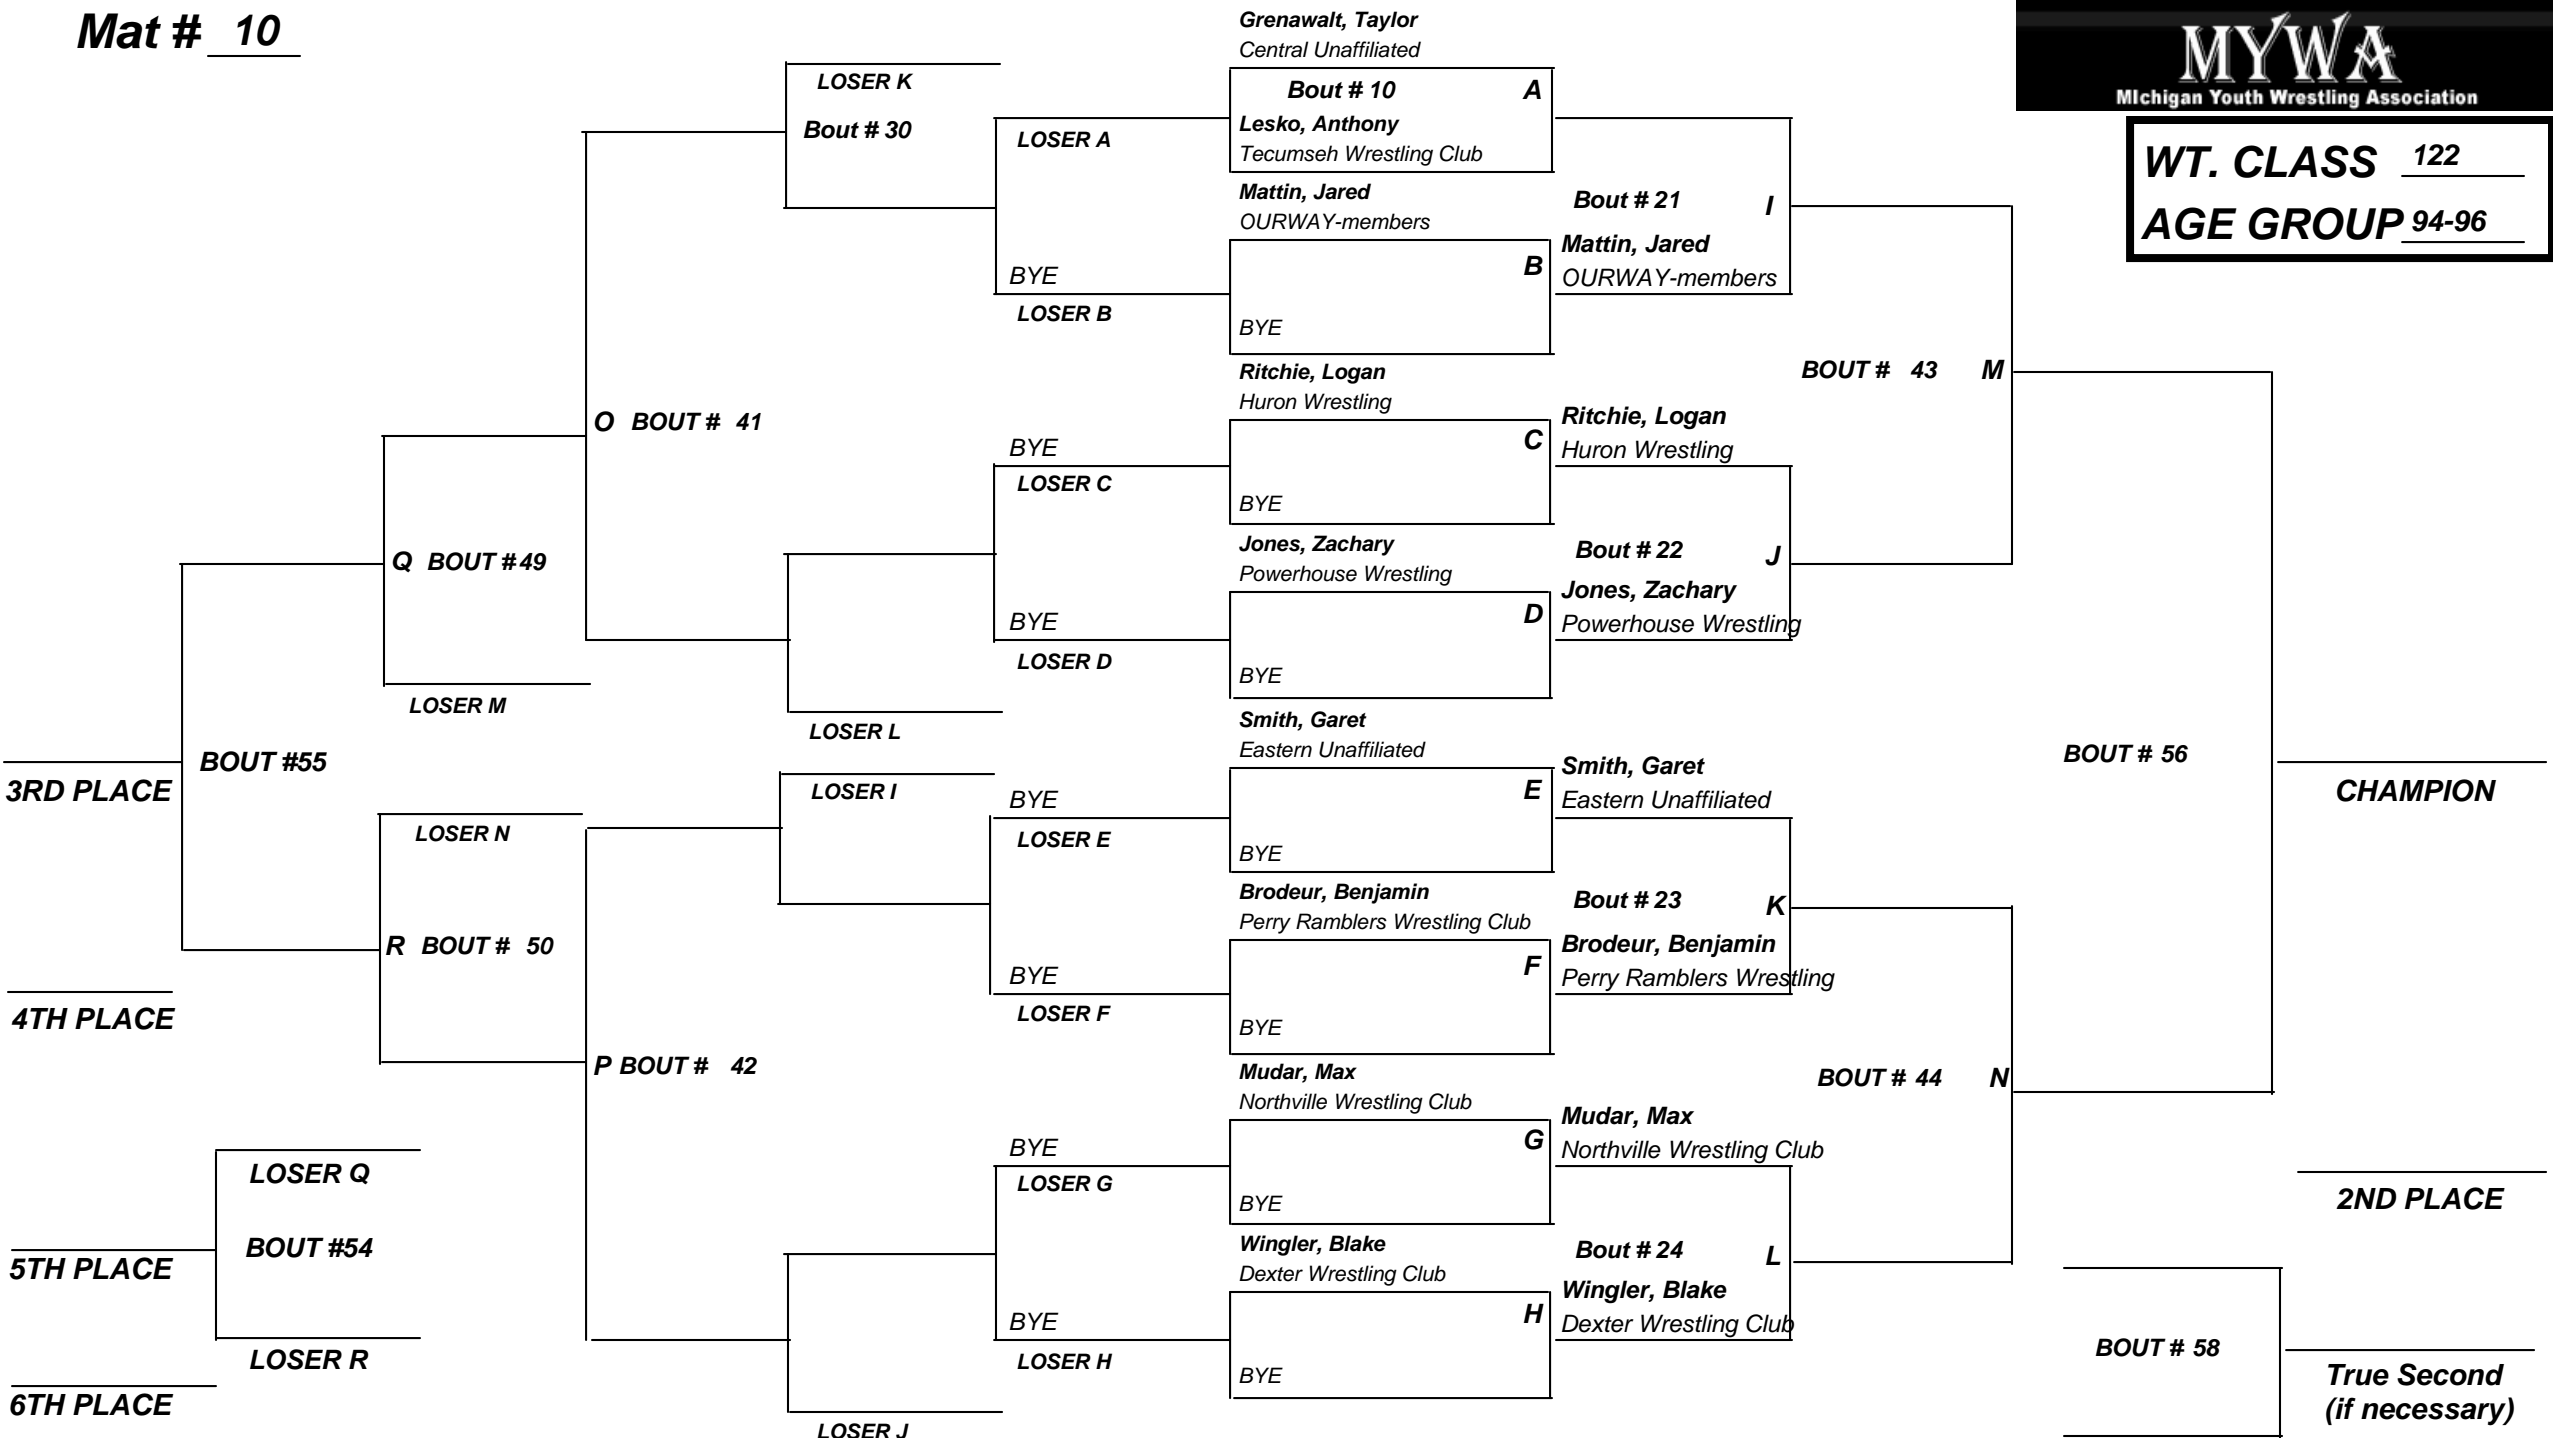 Mat # 10
MYWA
MIchigan Youth Wrestling Association
WT. CLASS 122
AGE GROUP 94-96
Grenawalt, Taylor
Central Unaffiliated
Bout # 10 A
Lesko, Anthony
Tecumseh Wrestling Club
Mattin, Jared
OURWAY-members
B
BYE
Ritchie, Logan
Huron Wrestling
C
BYE
Jones, Zachary
Powerhouse Wrestling
D
BYE
Smith, Garet
Eastern Unaffiliated
E
BYE
Brodeur, Benjamin
Perry Ramblers Wrestling Club
F
BYE
Mudar, Max
Northville Wrestling Club
G
BYE
Wingler, Blake
Dexter Wrestling Club
H
BYE
Bout # 21 I
Mattin, Jared
OURWAY-members
Ritchie, Logan
Huron Wrestling
Bout # 22 J
Jones, Zachary
Powerhouse Wrestling
Smith, Garet
Eastern Unaffiliated
Bout # 23 K
Brodeur, Benjamin
Perry Ramblers Wrestling
Mudar, Max
Northville Wrestling Club
Bout # 24 L
Wingler, Blake
Dexter Wrestling Club
BOUT # 43 M
BOUT # 44 N
BOUT # 56
CHAMPION
2ND PLACE
BOUT # 58
True Second
(if necessary)
LOSER A
BYE
LOSER B
BYE
LOSER C
BYE
LOSER D
BYE
LOSER E
BYE
LOSER F
BYE
LOSER G
BYE
LOSER H
LOSER K
Bout # 30
LOSER L
LOSER I
LOSER J
O BOUT # 41
P BOUT # 42
Q BOUT # 49
LOSER M
LOSER N
R BOUT # 50
BOUT #55
3RD PLACE
4TH PLACE
LOSER Q
BOUT #54
5TH PLACE
LOSER R
6TH PLACE